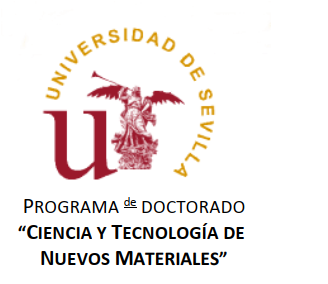 UNIVERSIDAD DE SEVILLA
u
PROGRAMA de DOCTORADO
“CIENCIA Y TECNOLOGÍA DE
NUEVOS MATERIALES”